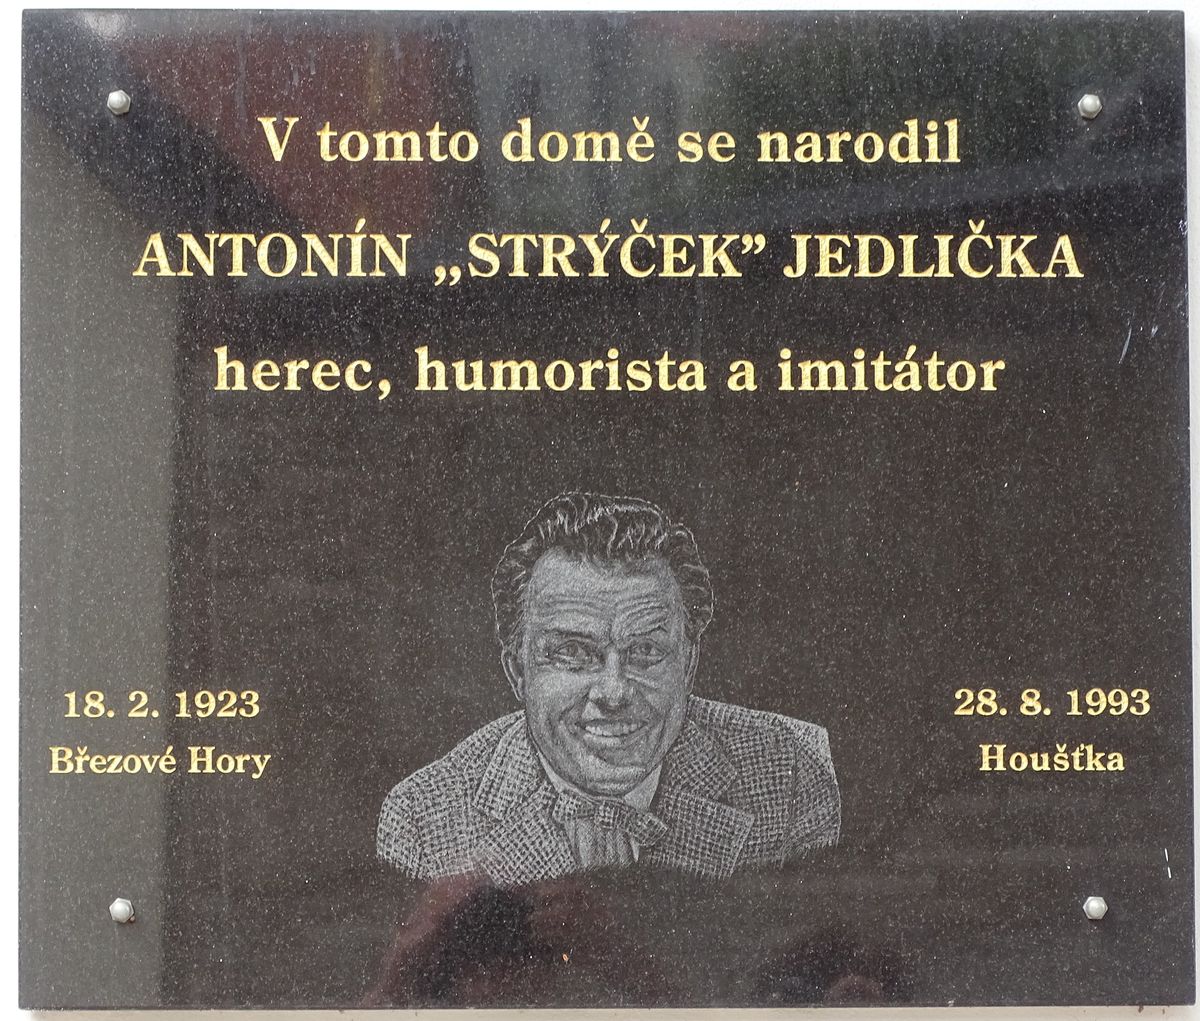 V tomto domě se narodil
ANTONÍN „STRÝČEK” JEDLIČKA
herec, humorista a imitátor
18. 2. 1923
Březové Hory
28. 8. 1993
Houšťka